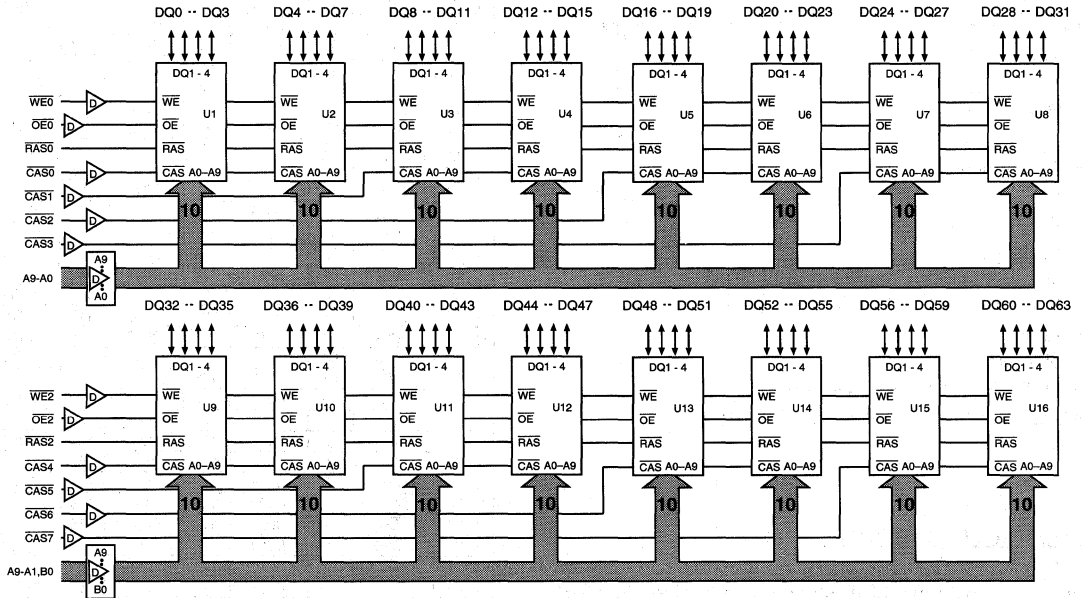 DQ0 -- DQ3 DQ4 -- DQ7 DQ8 -- DQ11 DQ12 -- DQ15 DQ16 -- DQ19 DQ20 -- DQ23 DQ24 -- DQ27 DQ28 -- DQ31
DQ1 - 4 DQ1 - 4 DQ1 - 4 DQ1 - 4 DQ1 - 4 DQ1 - 4 DQ1 - 4 DQ1 - 4
WE0 D WE WE WE WE WE WE WE WE
U1 U2 U3 U4 U5 U6 U7 U8
OE0 D OE OE OE OE OE OE OE OE
RAS0 RAS RAS RAS RAS RAS RAS RAS RAS
CAS0 D CAS A0–A9 CAS A0–A9 CAS A0–A9 CAS A0–A9 CAS A0–A9 CAS A0–A9 CAS A0–A9 CAS A0–A9
CAS1 D
10 10 10 10 10 10 10 10
CAS2 D
CAS3 D
A9
A9-A0 D
A0
DQ32 -- DQ35 DQ36 -- DQ39 DQ40 -- DQ43 DQ44 -- DQ47 DQ48 -- DQ51 DQ52 -- DQ55 DQ56 -- DQ59 DQ60 -- DQ63
DQ1 - 4 DQ1 - 4 DQ1 - 4 DQ1 - 4 DQ1 - 4 DQ1 - 4 DQ1 - 4 DQ1 - 4
WE2 D WE WE WE WE WE WE WE WE
U9 U10 U11 U12 U13 U14 U15 U16
OE2 D OE OE OE OE OE OE OE OE
RAS2 RAS RAS RAS RAS RAS RAS RAS RAS
CAS4 D CAS A0–A9 CAS A0–A9 CAS A0–A9 CAS A0–A9 CAS A0–A9 CAS A0–A9 CAS A0–A9 CAS A0–A9
CAS5 D
10 10 10 10 10 10 10 10
CAS6 D
CAS7 D
A9
A9-A1,B0 D
B0